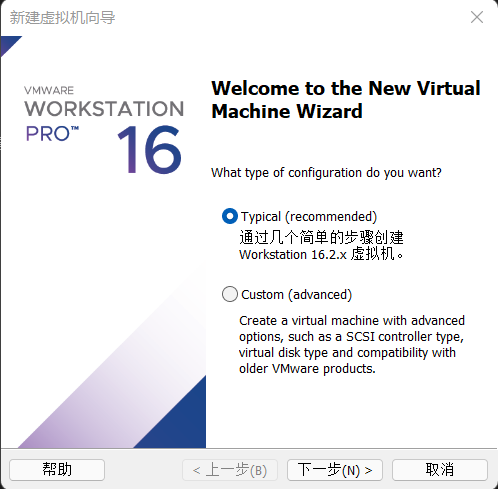 新建虚拟机向导
VMWARE
WORKSTATION
PRO™
16
Welcome to the New Virtual
Machine Wizard
What type of configuration do you want?
Typical (recommended)
通过几个简单的步骤创建
Workstation 16.2.x 虚拟机。
Custom (advanced)
Create a virtual machine with advanced
options, such as a SCSI controller type,
virtual disk type and compatibility with
older VMware products.
帮助
< 上一步(B)
下一步(N) >
取消